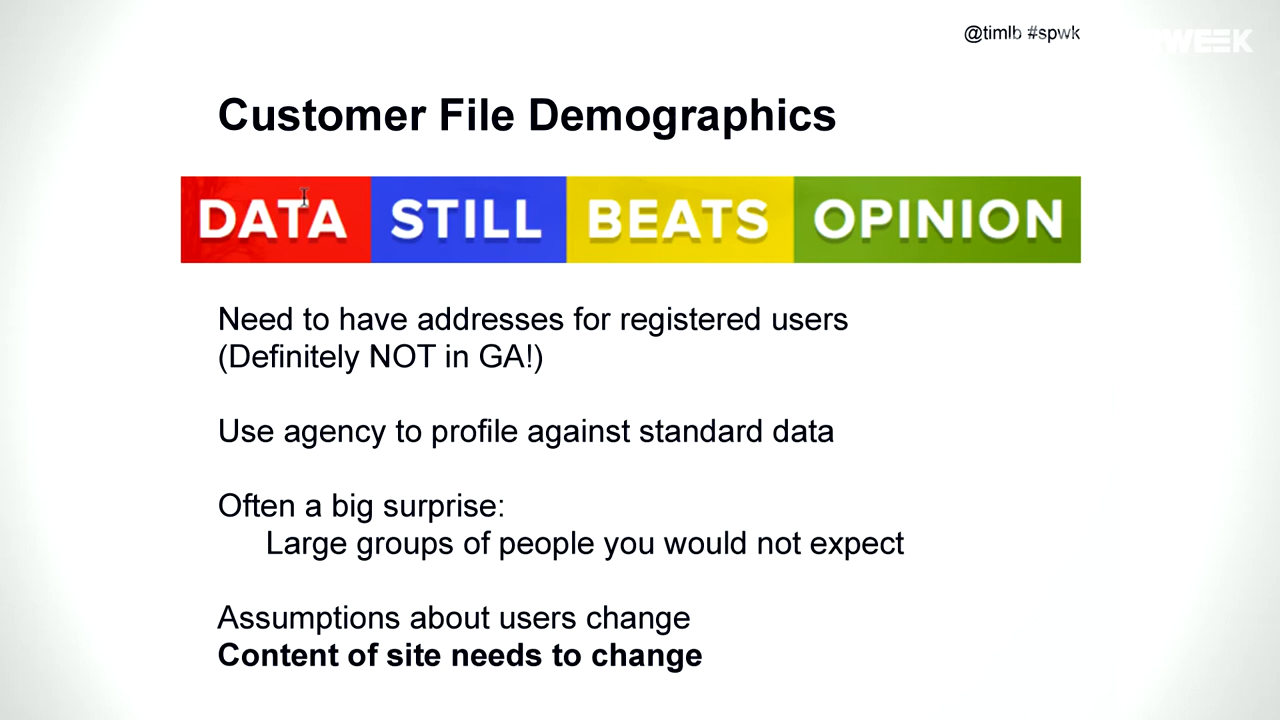 @timlb #spwk
Customer File Demographics
DATA STILL BEATS OPINION
Need to have addresses for registered users
(Definitely NOT in GA!)
Use agency to profile against standard data
Often a big surprise:
Large groups of people you would not expect
Assumptions about users change
Content of site needs to change